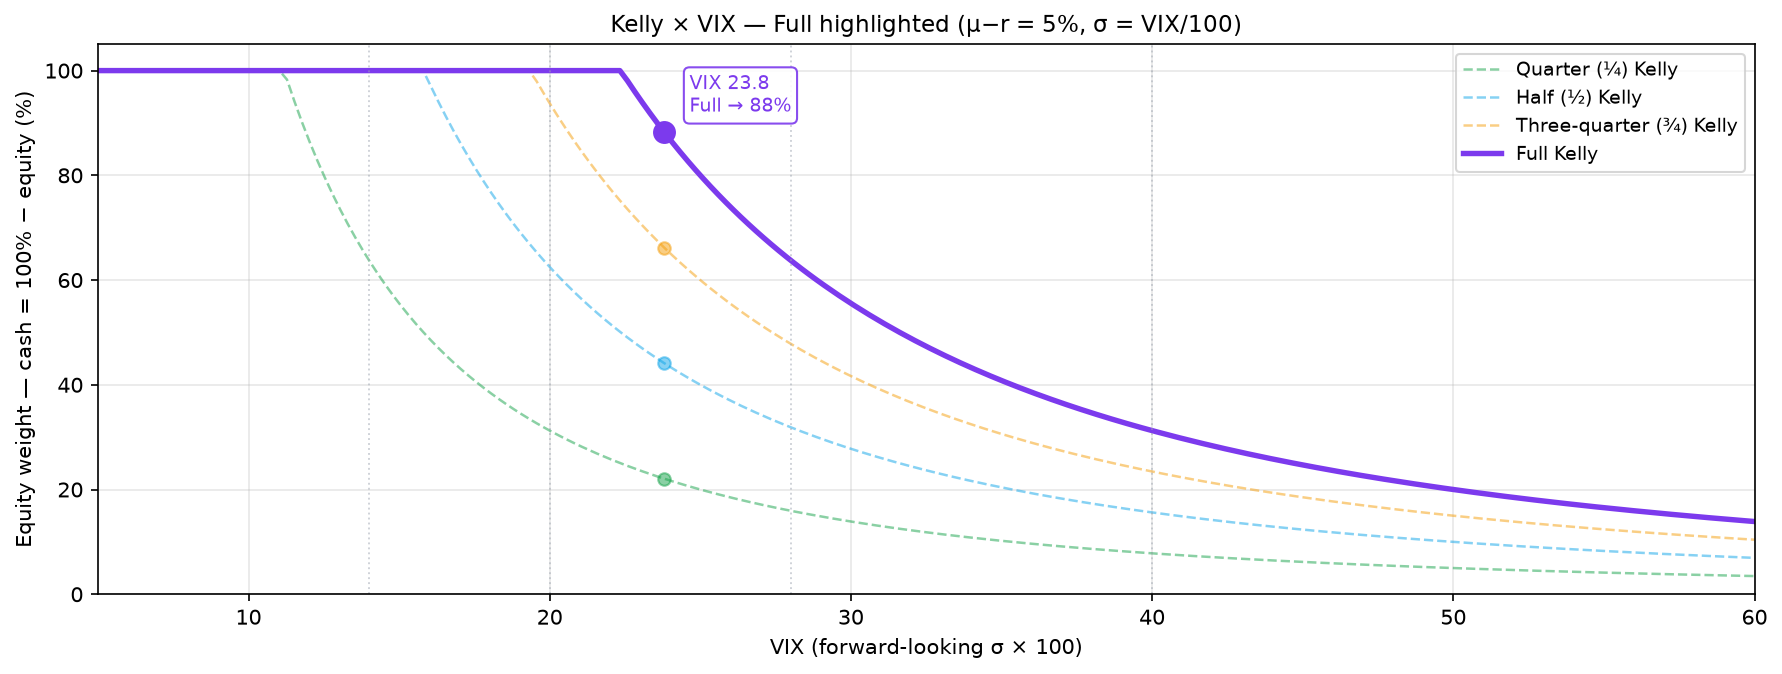 Kelly × VIX — Full highlighted (μ−r = 5%, σ = VIX/100)
Equity weight — cash = 100% − equity (%)
100
80
60
40
20
0
VIX 23.8
Full → 88%
Quarter (¼) Kelly
Half (½) Kelly
Three-quarter (¾) Kelly
Full Kelly
10
20
30
40
50
60
VIX (forward-looking σ × 100)